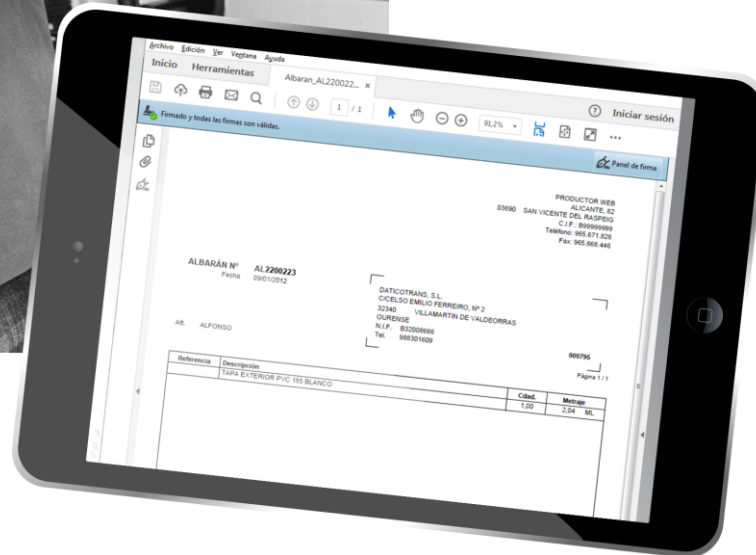 Archivo Edición Ver Ventana Ayuda
Inicio Herramientas Albaran_AL220022... ×
Iniciar sesión
1 / 1 91,2%
Firmado y todas las firmas son válidas.
Panel de firma
PRODUCTOR WEB
ALICANTE, 82
03690 SAN VICENTE DEL RASPEIG
C.I.F.: B99999999
Teléfono: 965.671.826
Fax: 965.668.446
ALBARÁN Nº AL2200223
Fecha 09/01/2012
DATICOTRANS, S.L.
C/CELSO EMILIO FERREIRO, Nº 2
32340 VILLAMARTIN DE VALDEORRAS
OURENSE
N.I.F. B32008666
Tel. 988301609
Att. ALFONSO
000795
Página 1 / 1
Referencia Descripción Cdad. Metraje
TAPA EXTERIOR PVC 155 BLANCO 1,00 2,04 ML